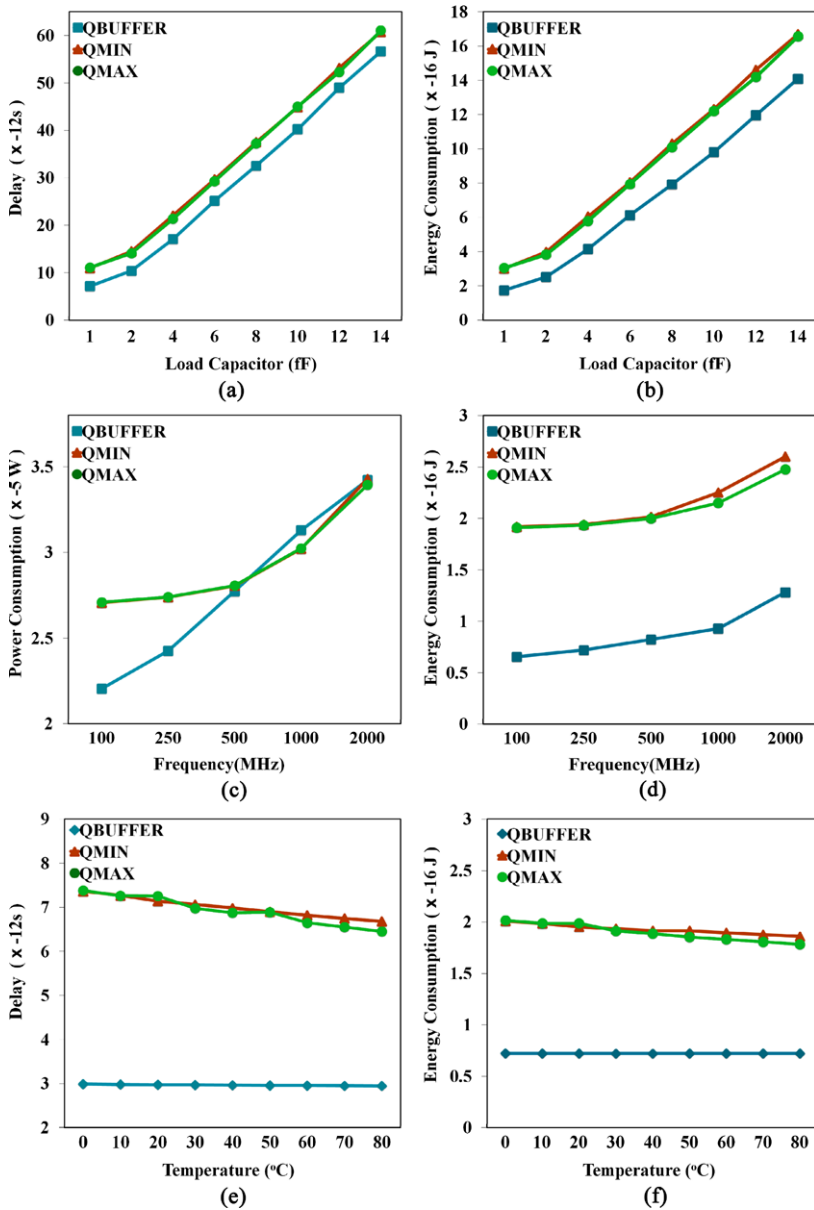 QBUFFER
QMIN
QMAX
60
50
40
30
20
10
0
Delay ( x -12s)
1 2 4 6 8 10 12 14
Load Capacitor (fF)
(a)
QBUFFER
QMIN
QMAX
18
16
14
12
10
8
6
4
2
0
Energy Consumption ( x -16 J )
1 2 4 6 8 10 12 14
Load Capacitor (fF)
(b)
QBUFFER
QMIN
QMAX
3.5
3
2.5
2
Power Consumption ( x -5 W )
100 250 500 1000 2000
Frequency(MHz)
(c)
3
2.5
2
1.5
1
0.5
0
QBUFFER
QMIN
QMAX
Energy Consumption ( x -16 J )
100 250 500 1000 2000
Frequency(MHz)
(d)
9
8
7
6
5
4
3
2
QBUFFER
QMIN
QMAX
Delay ( x -12s)
0 10 20 30 40 50 60 70 80
Temperature (ºC)
(e)
3
2.5
2
1.5
1
0.5
0
QBUFFER
QMIN
QMAX
Energy Consumption ( x -16 J )
0 10 20 30 40 50 60 70 80
Temperature (ºC)
(f)